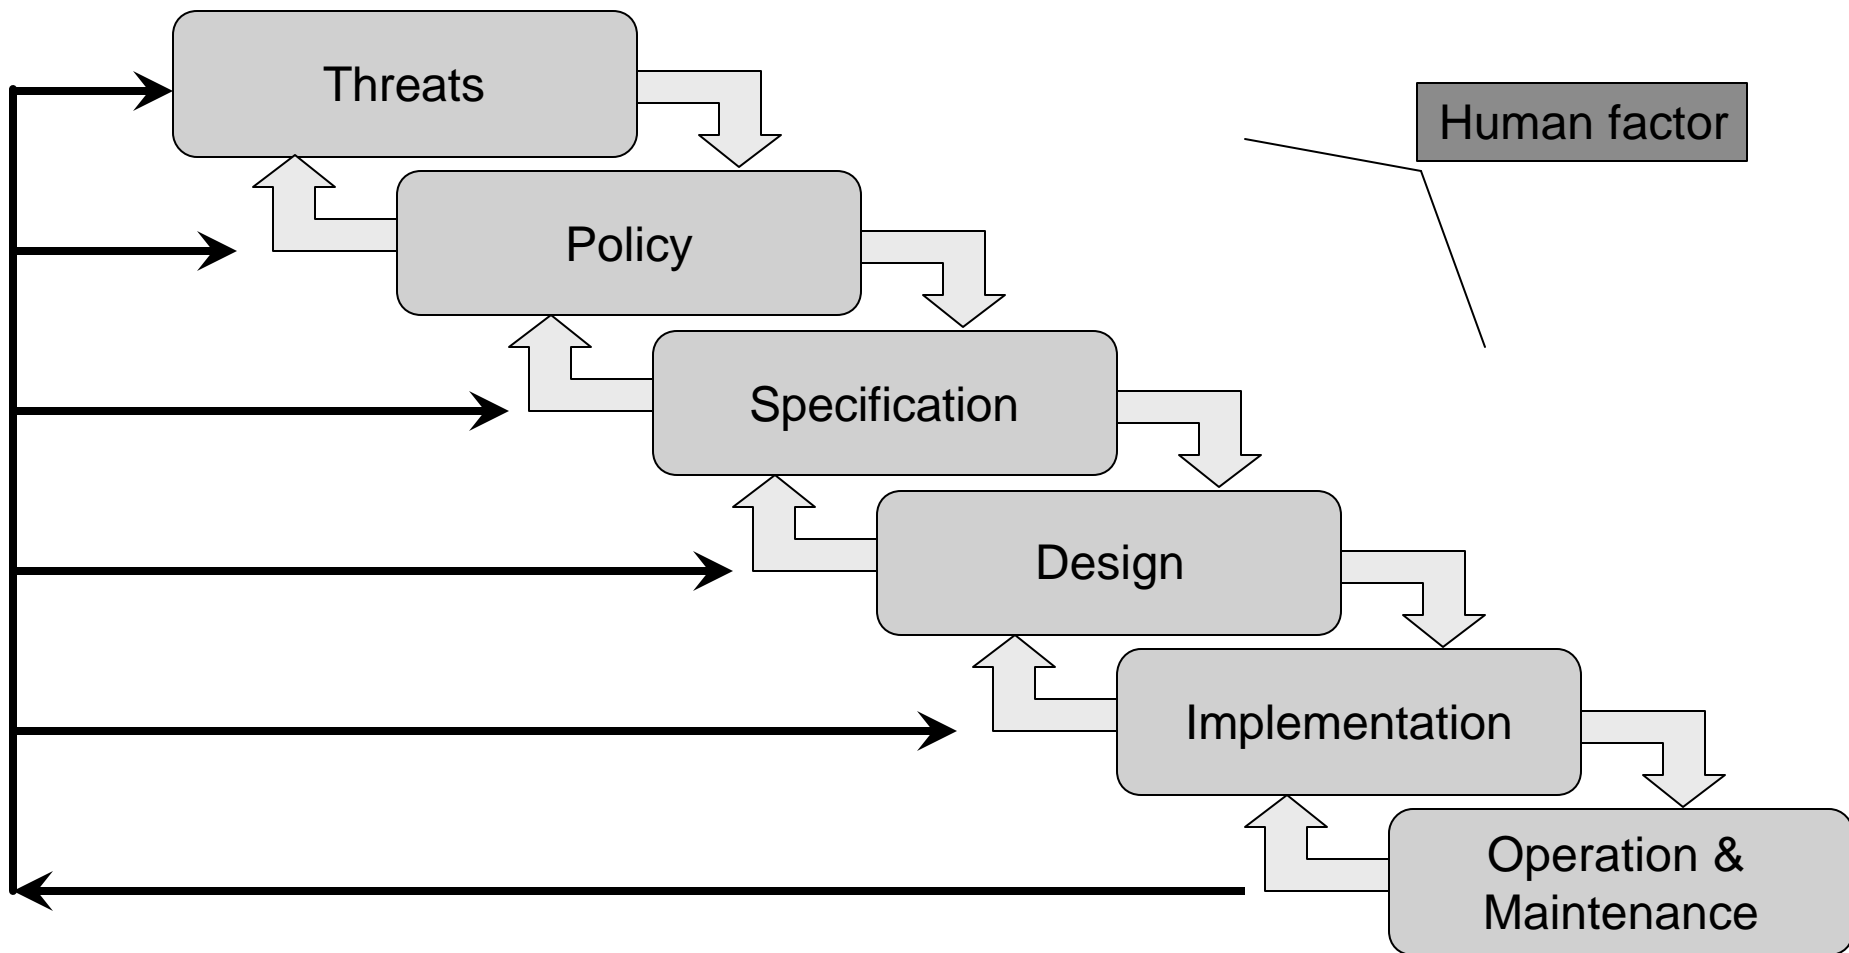 Threats
Human factor
Policy
Specification
Design
Implementation
Operation &
Maintenance